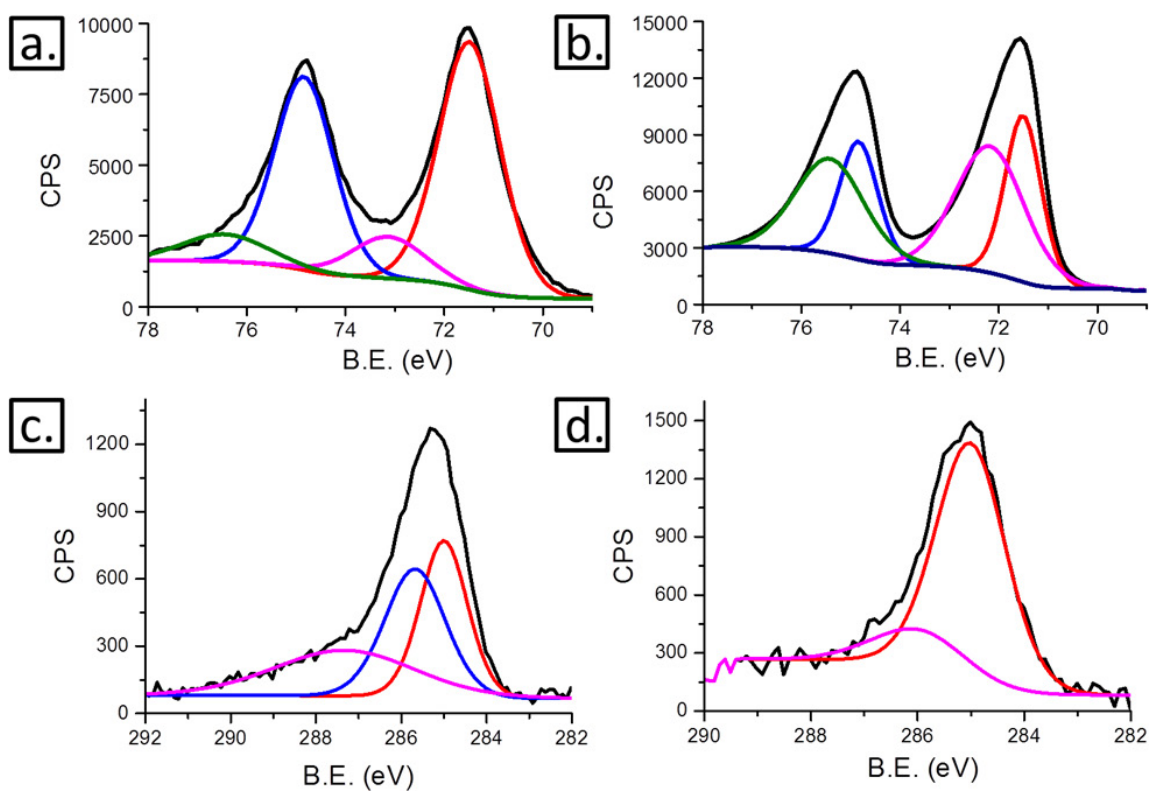 a.
CPS
10000
7500
5000
2500
0
78 76 74 72 70
B.E. (eV)
b.
CPS
15000
12000
9000
6000
3000
0
78 76 74 72 70
B.E. (eV)
c.
CPS
1200
900
600
300
0
292 290 288 286 284 282
B.E. (eV)
d.
CPS
1500
1200
900
600
300
0
290 288 286 284 282
B.E. (eV)